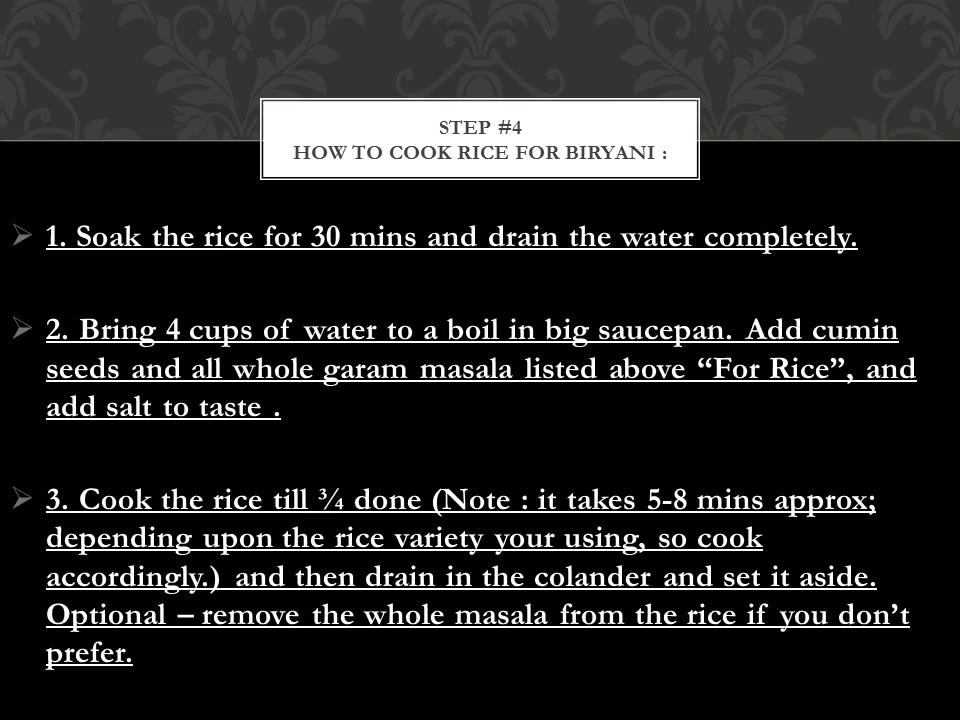 STEP #4
HOW TO COOK RICE FOR BIRYANI :
➢ 1. Soak the rice for 30 mins and drain the water completely.
➢ 2. Bring 4 cups of water to a boil in big saucepan. Add cumin
seeds and all whole garam masala listed above “For Rice”, and
add salt to taste .
➢ 3. Cook the rice till ¾ done (Note : it takes 5-8 mins approx;
depending upon the rice variety your using, so cook
accordingly.) and then drain in the colander and set it aside.
Optional – remove the whole masala from the rice if you don’t
prefer.